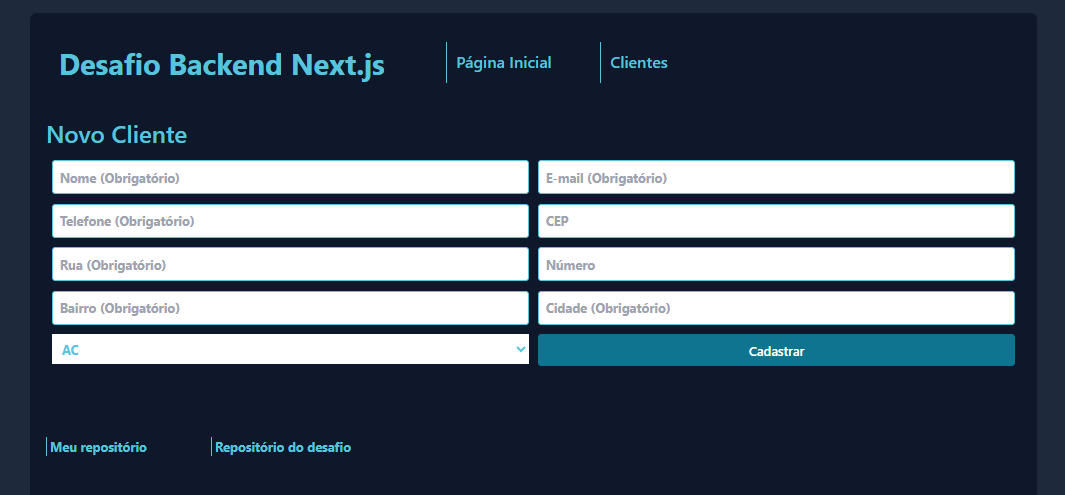 Desafio Backend Next.js
Página Inicial
Clientes
Novo Cliente
Nome (Obrigatório)
E-mail (Obrigatório)
Telefone (Obrigatório)
CEP
Rua (Obrigatório)
Número
Bairro (Obrigatório)
Cidade (Obrigatório)
AC
Cadastrar
Meu repositório
Repositório do desafio